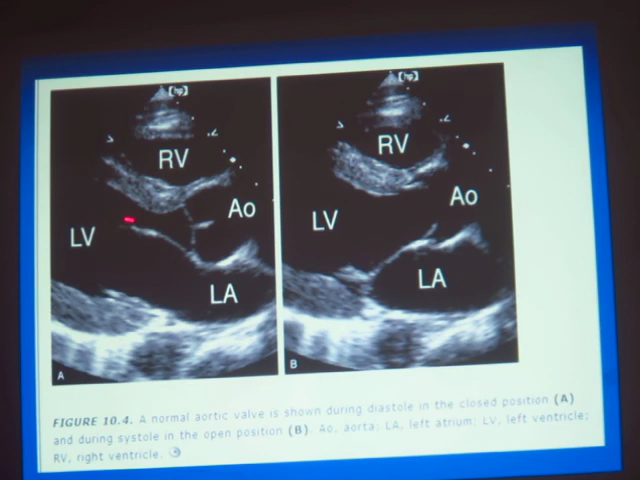 [hp]
RV
Ao
LV
LA
A
[hp]
RV
Ao
LV
LA
B
FIGURE 10.4. A normal aortic valve is shown during diastole in the closed position (A)
and during systole in the open position (B). Ao, aorta; LA, left atrium; LV, left ventricle;
RV, right ventricle.